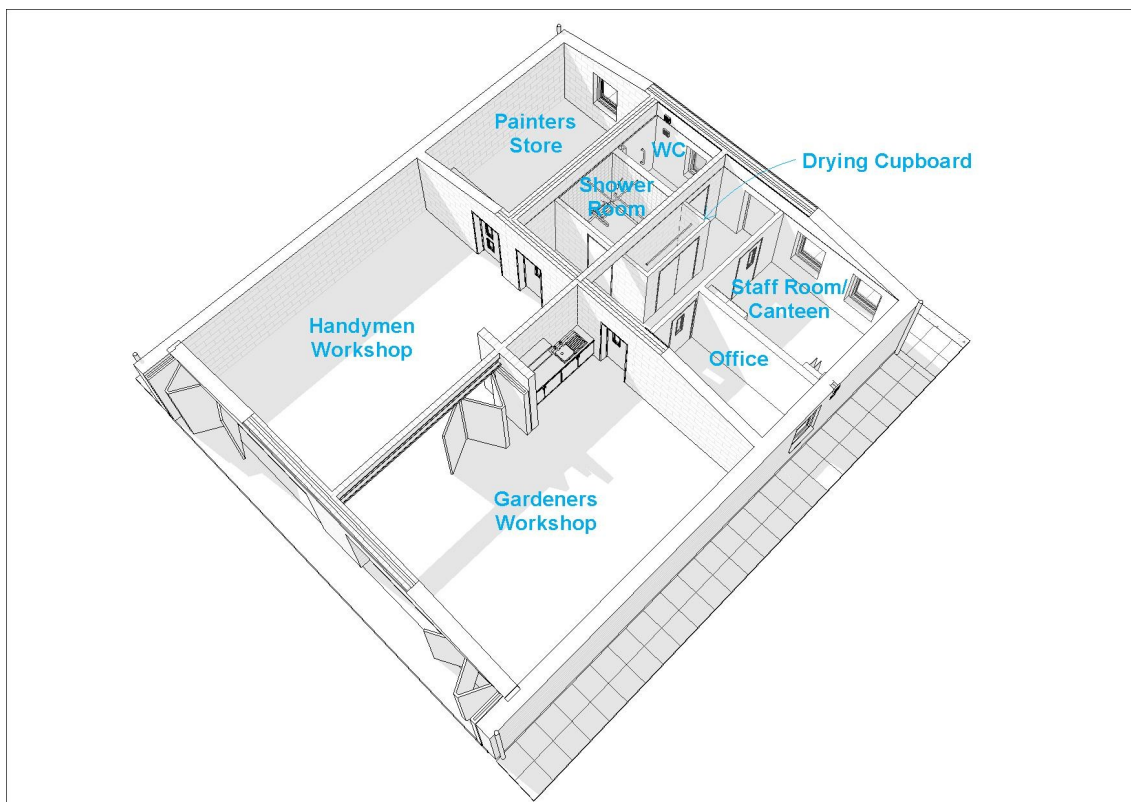 Painters
Store
WC
Drying Cupboard
Shower
Room
Staff Room/
Canteen
Handymen
Workshop
Office
Gardeners
Workshop